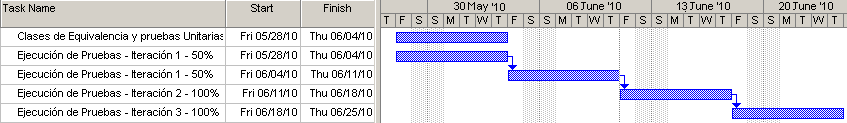 Task Name Start Finish 30 May '10 06 June '10 13 June '10 20 June '10
T F S S M T W T F S S M T W T F S S M T W T F S S M T W T
Clases de Equivalencia y pruebas Unitarias Fri 05/28/10 Thu 06/04/10
Ejecución de Pruebas - Iteración 1 - 50% Fri 05/28/10 Thu 06/04/10
Ejecución de Pruebas - Iteración 1 - 50% Fri 06/04/10 Thu 06/11/10
Ejecución de Pruebas - Iteración 2 - 100% Fri 06/11/10 Thu 06/18/10
Ejecución de Pruebas - Iteración 3 - 100% Fri 06/18/10 Thu 06/25/10